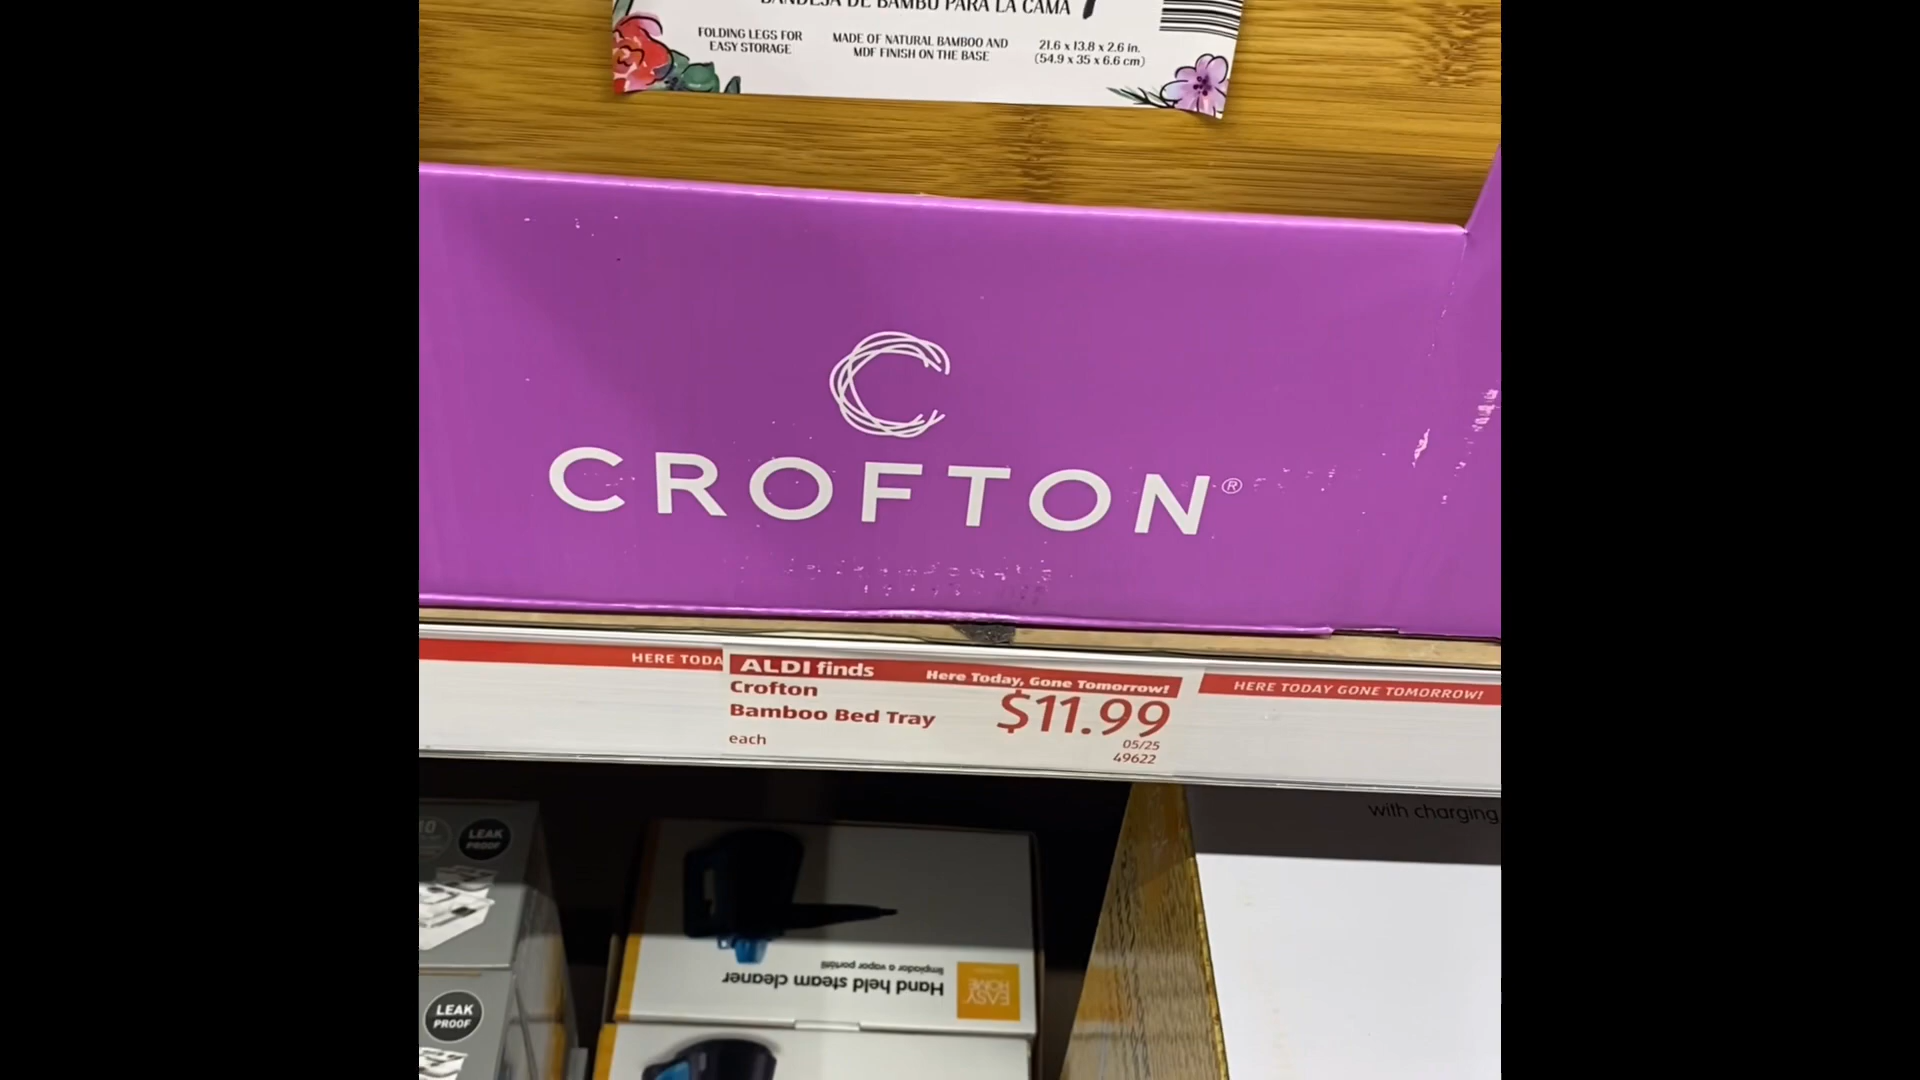 BANDEJA DE BAMBÚ PARA LA CAMA
FOLDING LEGS FOR
EASY STORAGE
MADE OF NATURAL BAMBOO AND
MDF FINISH ON THE BASE
21.6 x 13.8 x 2.6 in.
(54.9 x 35 x 6.6 cm)
C
CROFTON®
HERE TODA
ALDI finds
Here Today, Gone Tomorrow!
Crofton
Bamboo Bed Tray
each
$11.99
05/25
49622
HERE TODAY GONE TOMORROW!
with charging
LEAK
PROOF
Hand held steam cleaner
limpiador a vapor portátil
EASY
HOME
LEAK
PROOF